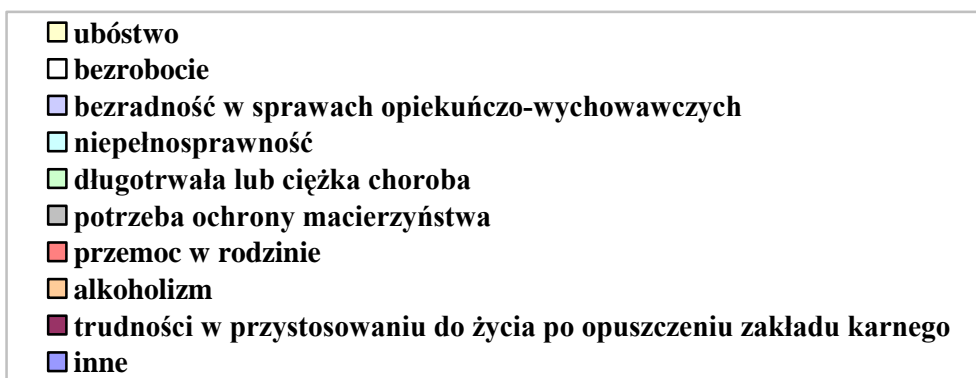 ubóstwo
bezrobocie
bezradność w sprawach opiekuńczo-wychowawczych
niepełnosprawność
długotrwała lub ciężka choroba
potrzeba ochrony macierzyństwa
przemoc w rodzinie
alkoholizm
trudności w przystosowaniu do życia po opuszczeniu zakładu karnego
inne